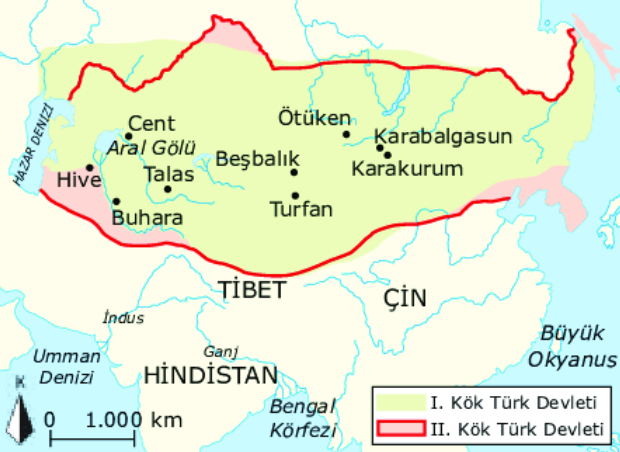 HAZAR DENİZİ
Cent
Aral Gölü
Ötüken
Karabalgasun
Karakurum
Beşbalık
Hive
Talas
Turfan
Buhara
TİBET
ÇİN
İndus
Ganj
Umman
Denizi
HİNDİSTAN
Bengal
Körfezi
Büyük
Okyanus
K
0 1.000 km
I. Kök Türk Devleti
II. Kök Türk Devleti